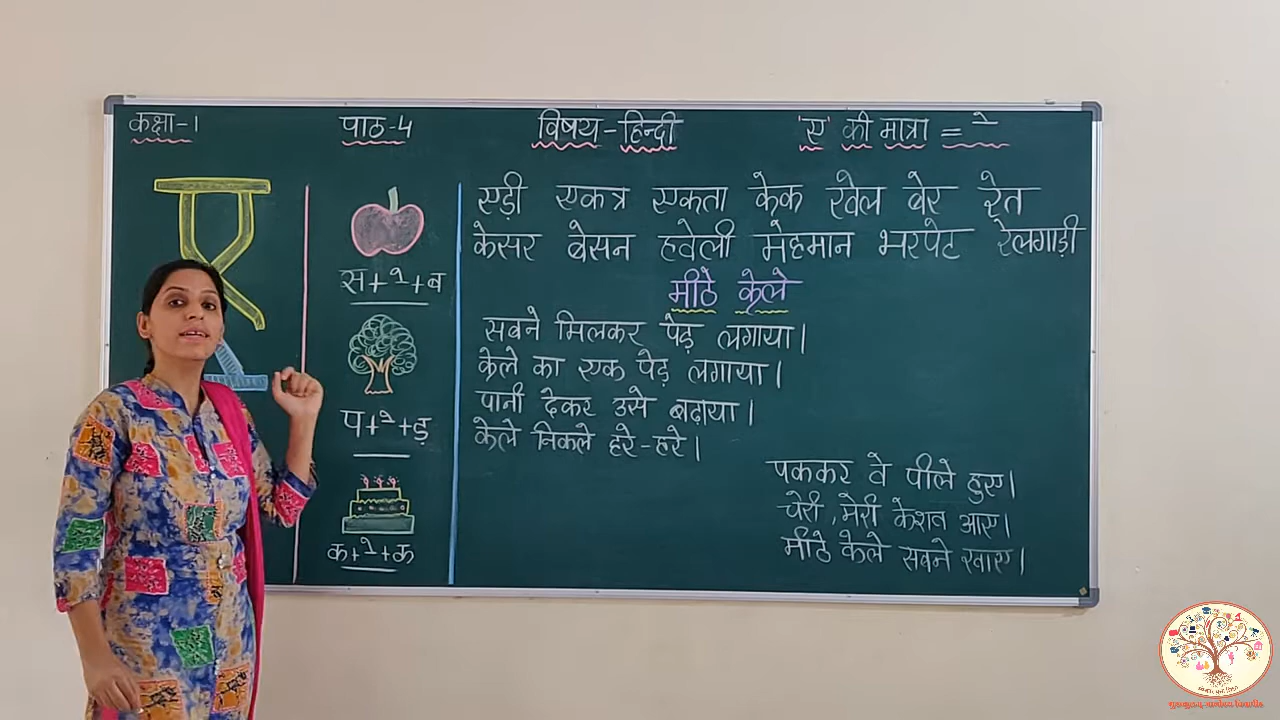 कक्षा-1 पाठ-4 विषय-हिन्दी 'ए' की मात्रा = े
ए
स+े+ब
प+े+ड़
क+े+क
एड़ी एकत्र एकता केक खेल बेर रेत
केसर बेसन हवेली मेहमान भरपेट रेलगाड़ी
मीठे केले
सबने मिलकर पेड़ लगाया।
केले का एक पेड़ लगाया।
पानी देकर उसे बढ़ाया।
केले निकले हरे-हरे।
पककर वे पीले हुए।
चेरी, मेरी केशव आए।
मीठे केले सबने खाए।